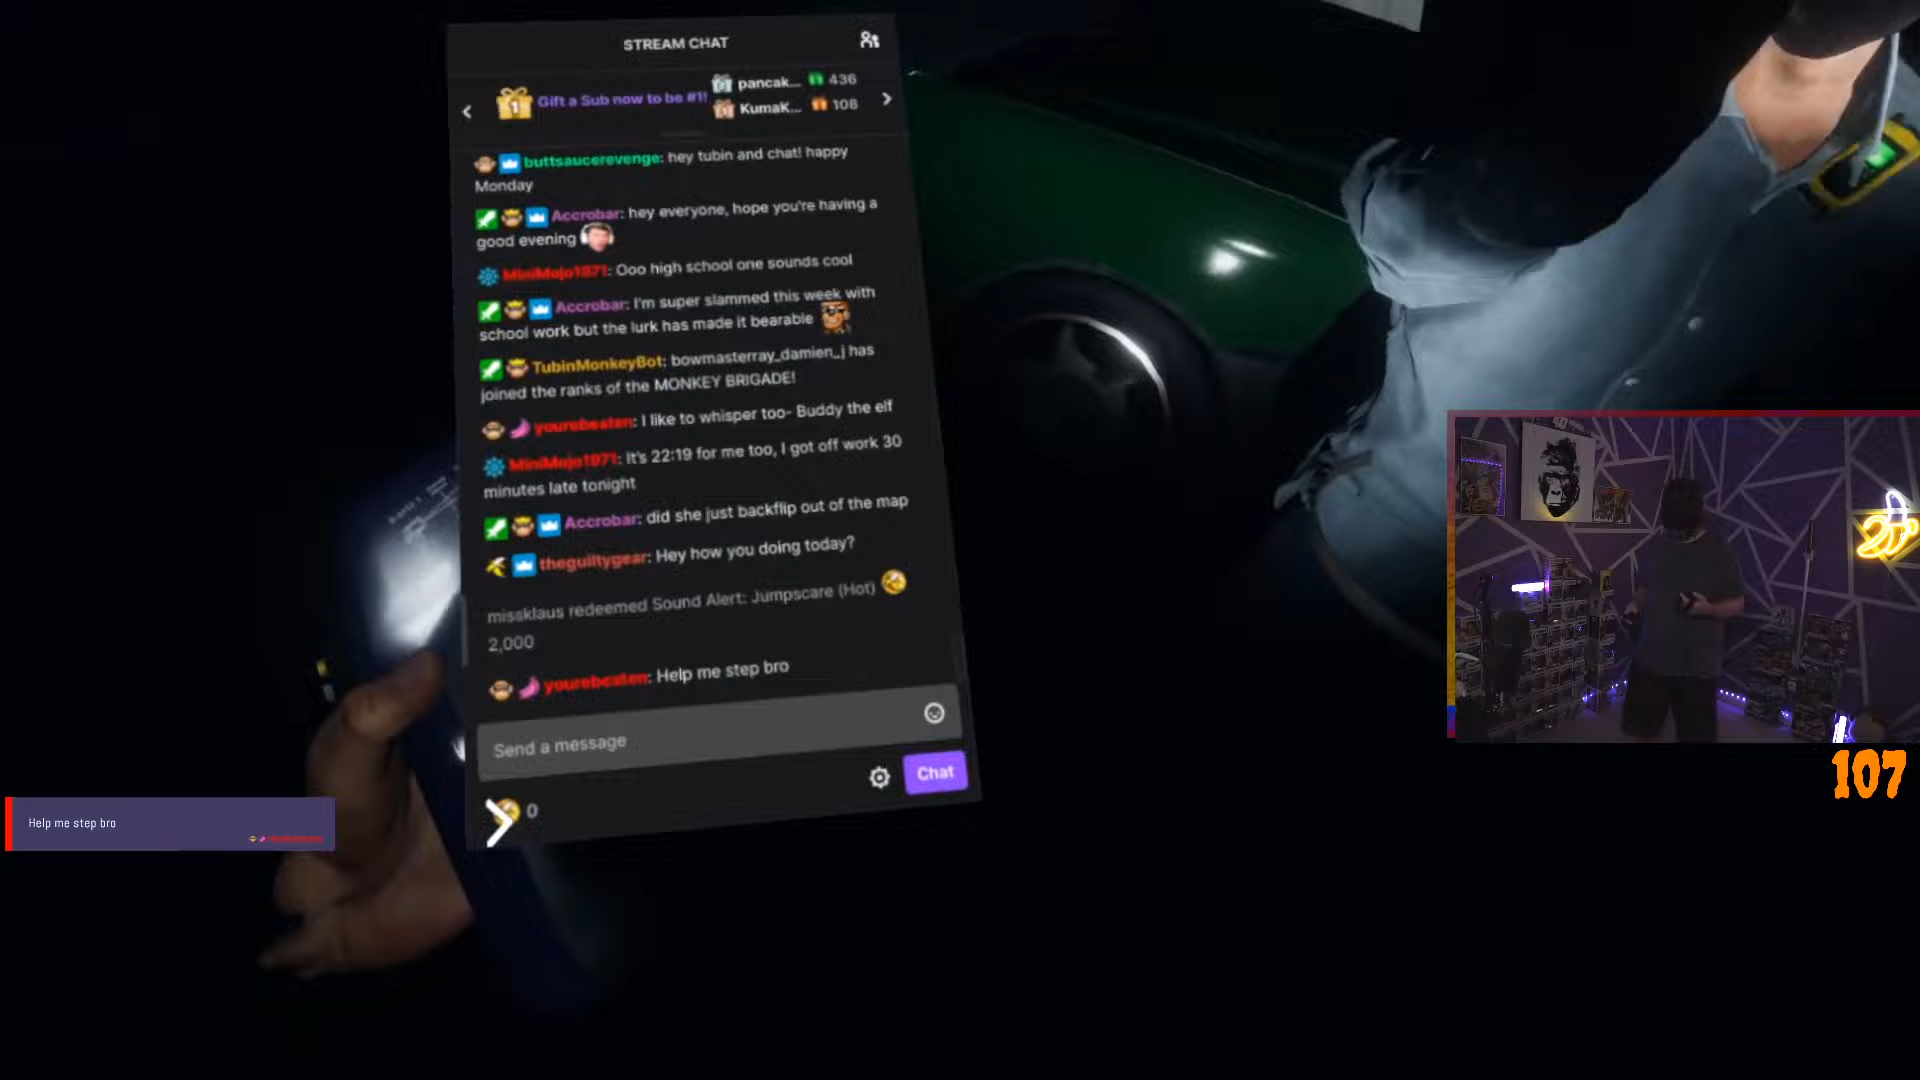 STREAM CHAT
Gift a Sub now to be #1!
pancak... 436
KumaK... 108
buttsaucerevenge: hey tubin and chat! happy
Monday
Accrobar: hey everyone, hope you're having a
good evening
MiniMojo1971: Ooo high school one sounds cool
Accrobar: I'm super slammed this week with
school work but the lurk has made it bearable
TubinMonkeyBot: bowmasterray_damien_j has
joined the ranks of the MONKEY BRIGADE!
yourebeaten: I like to whisper too- Buddy the elf
MiniMojo1971: It's 22:19 for me too, I got off work 30
minutes late tonight
Accrobar: did she just backflip out of the map
theguiltygear: Hey how you doing today?
missklaus redeemed Sound Alert: Jumpscare (Hot)
2,000
yourebeaten: Help me step bro
Send a message
Chat
0
Help me step bro
107